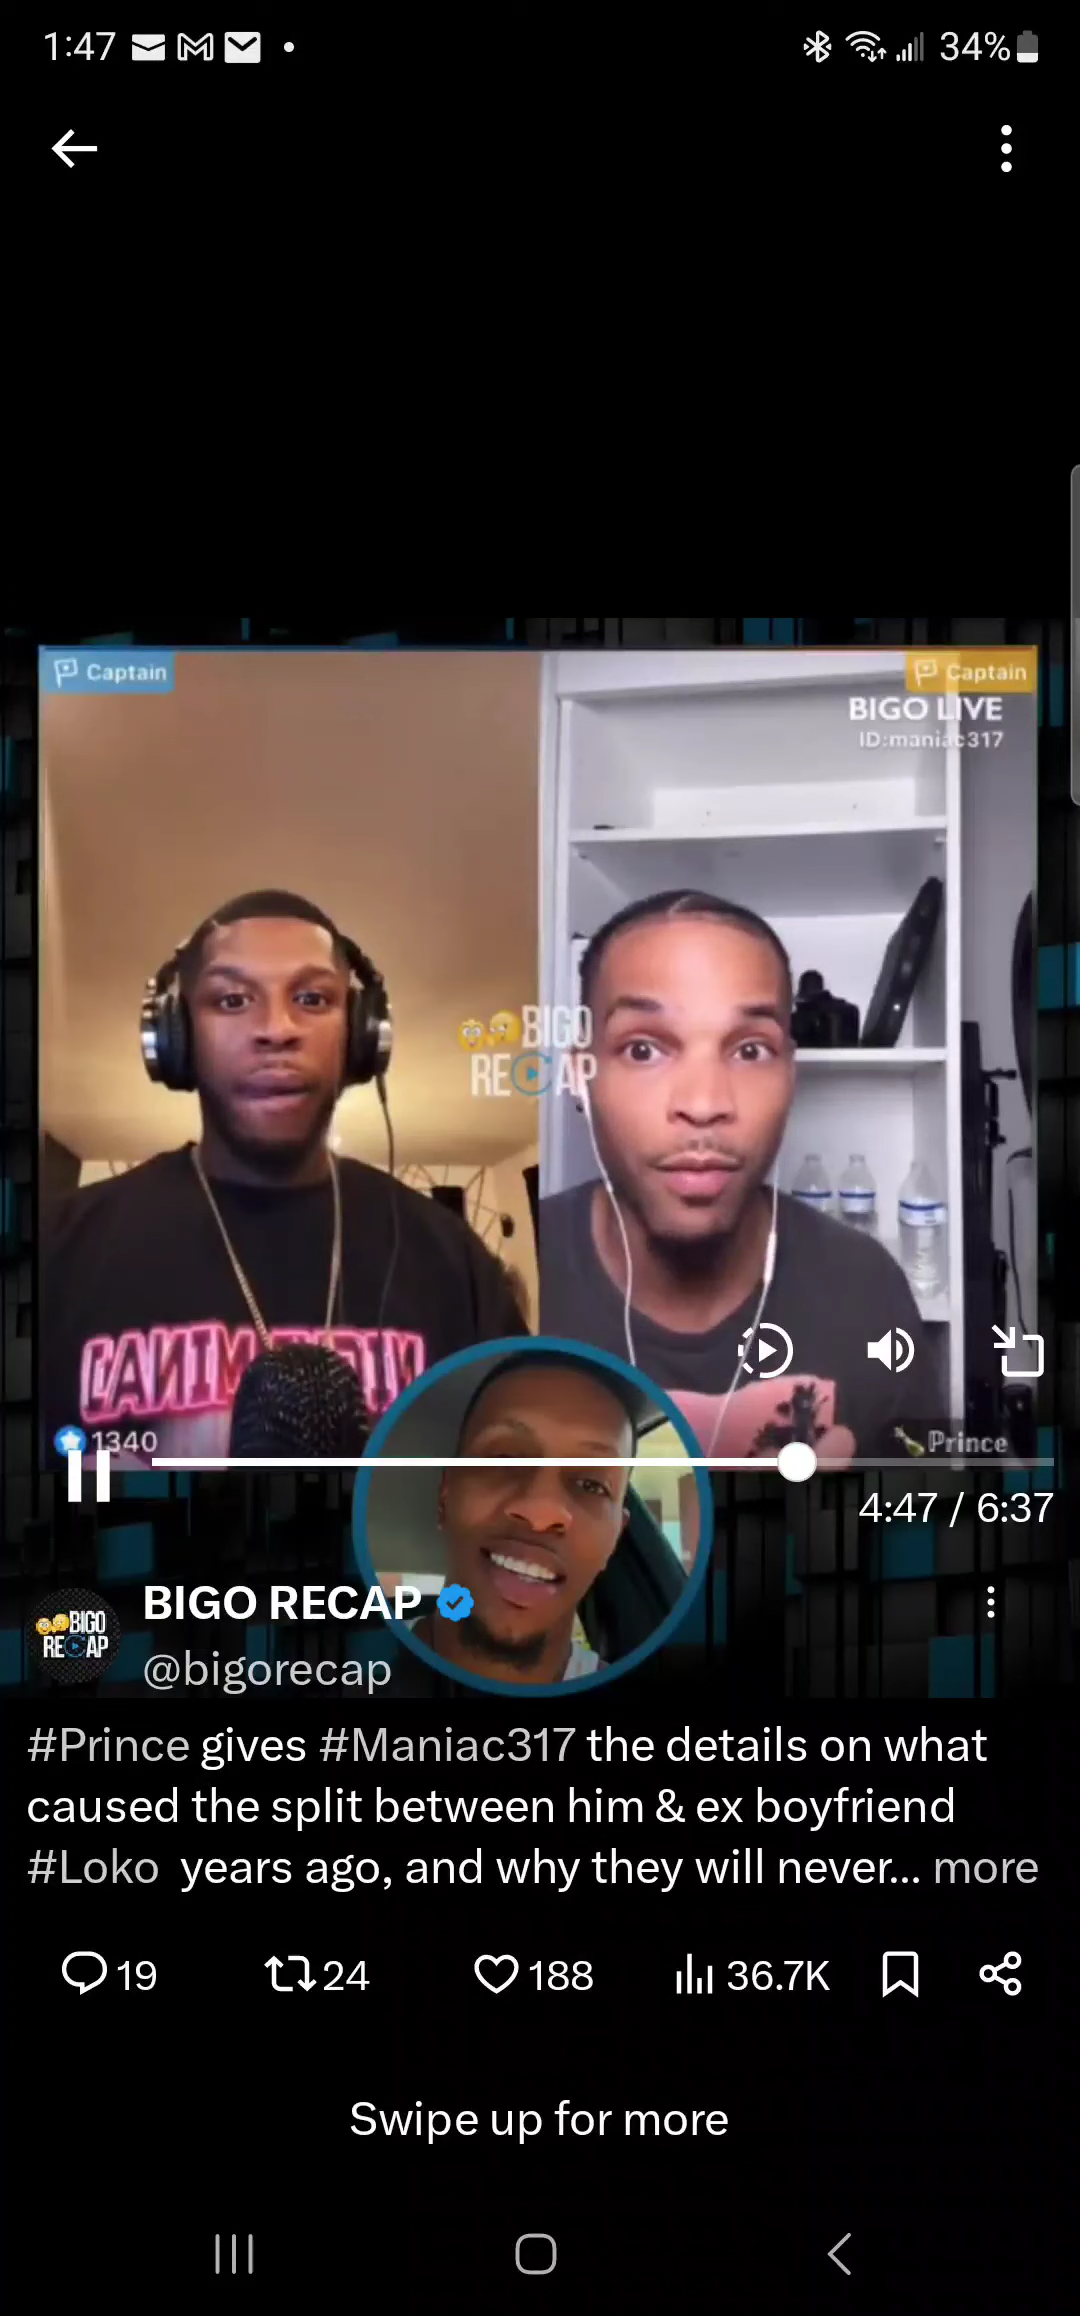 1:47
34%
Captain
Captain
BIGO LIVE
ID:maniac317
BIGO
RECAP
1340
Prince
4:47 / 6:37
BIGO
RECAP
BIGO RECAP
@bigorecap
#Prince gives #Maniac317 the details on what
caused the split between him & ex boyfriend
#Loko years ago, and why they will never... more
19
24
188
36.7K
Swipe up for more